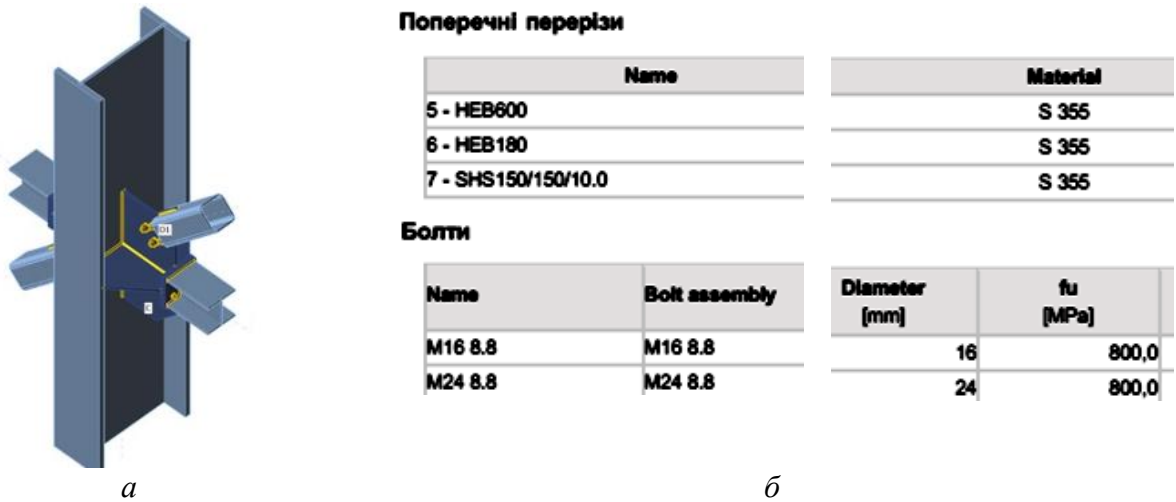 Поперечні перерізи
Name Material
5 - HEB600 S 355
6 - HEB180 S 355
7 - SHS150/150/10.0 S 355
Болти
Name Bolt assembly Diameter [mm] fu [MPa]
M16 8.8 M16 8.8 16 800,0
M24 8.8 M24 8.8 24 800,0
D1
C
а б